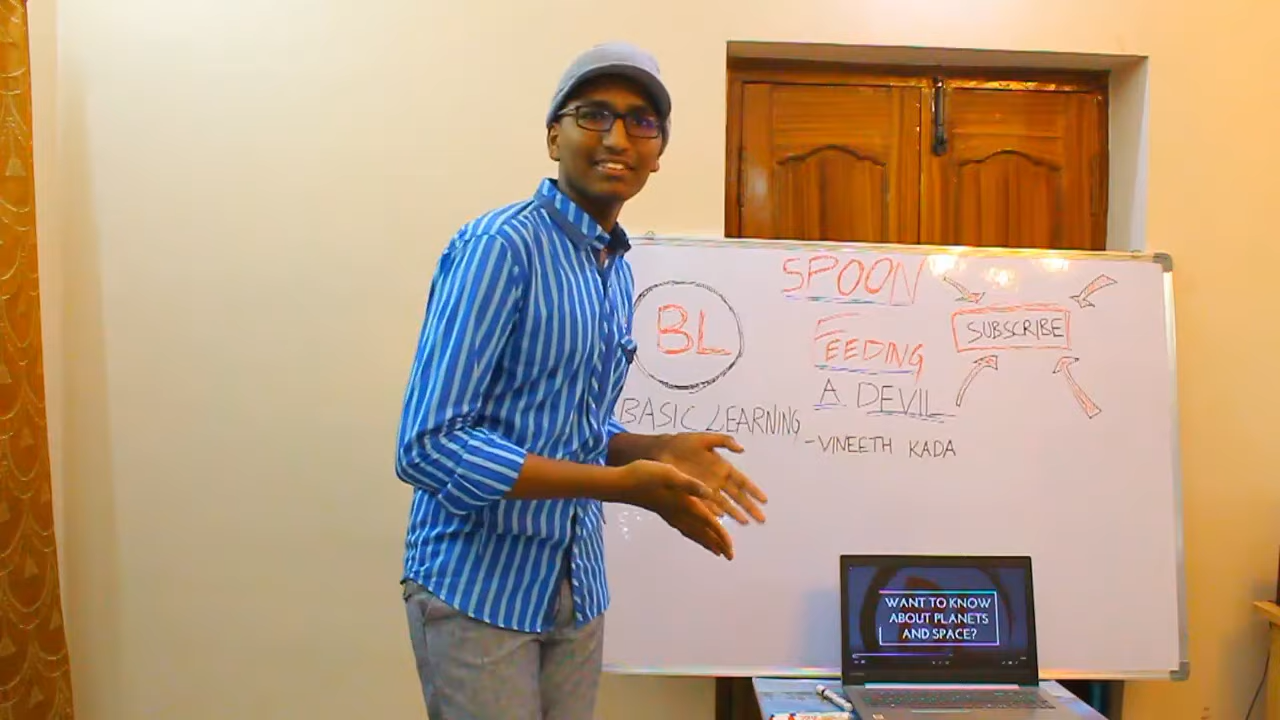 BL
BASIC LEARNING
SPOON
FEEDING
A DEVIL
-VINEETH KADA
SUBSCRIBE
WANT TO KNOW
ABOUT PLANETS
AND SPACE?